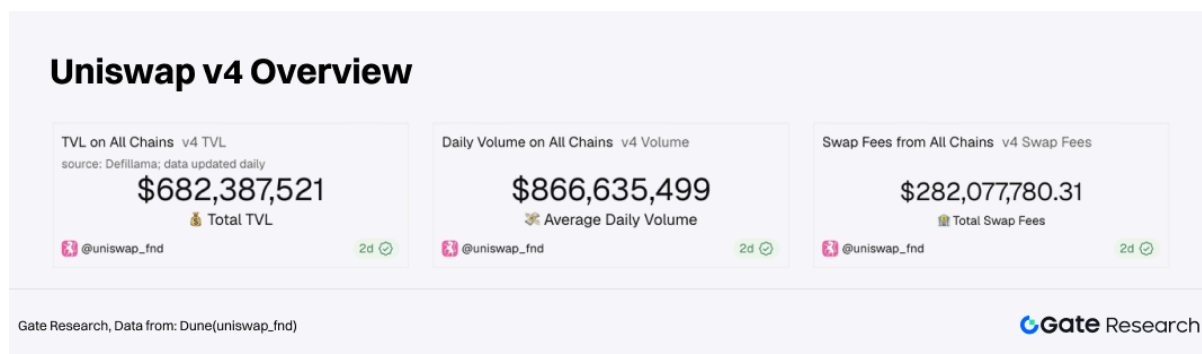 Uniswap v4 Overview
TVL on All Chains v4 TVL
source: Defillama; data updated daily
$682,387,521
💰 Total TVL
@uniswap_fnd 2d
Daily Volume on All Chains v4 Volume
$866,635,499
💸 Average Daily Volume
@uniswap_fnd 2d
Swap Fees from All Chains v4 Swap Fees
$282,077,780.31
🏦 Total Swap Fees
@uniswap_fnd 2d
Gate Research, Data from: Dune(uniswap_fnd)
Gate Research